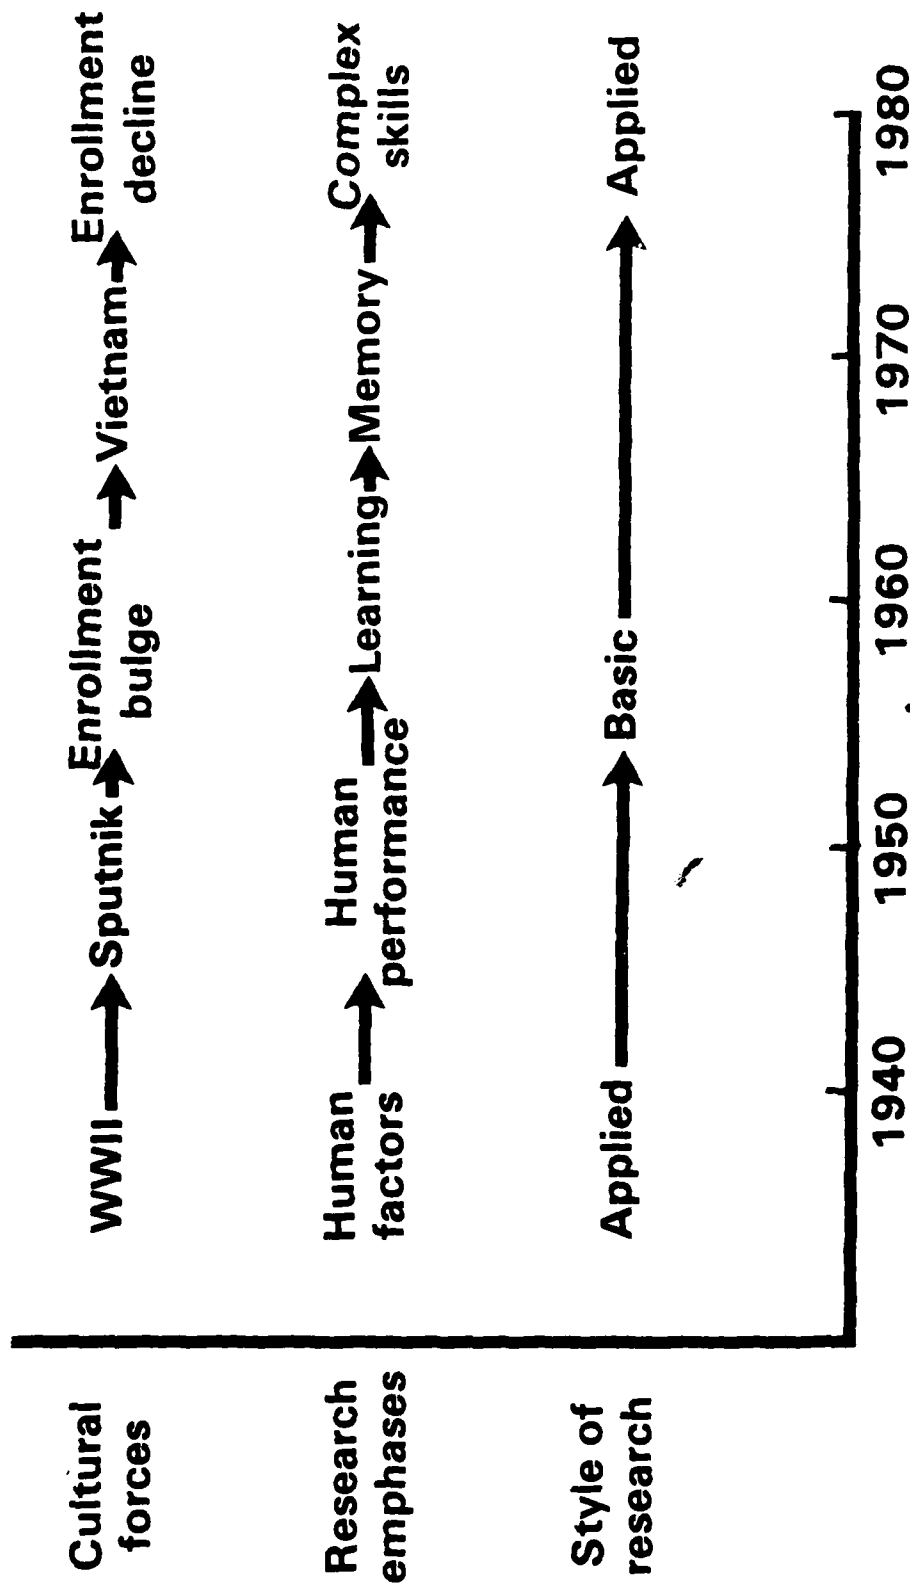 Cultural forces
WWII Sputnik Enrollment bulge Vietnam Enrollment decline
Research emphases
Human factors Human performance Learning Memory Complex skills
Style of research
Applied Basic Applied
1940 1950 1960 1970 1980